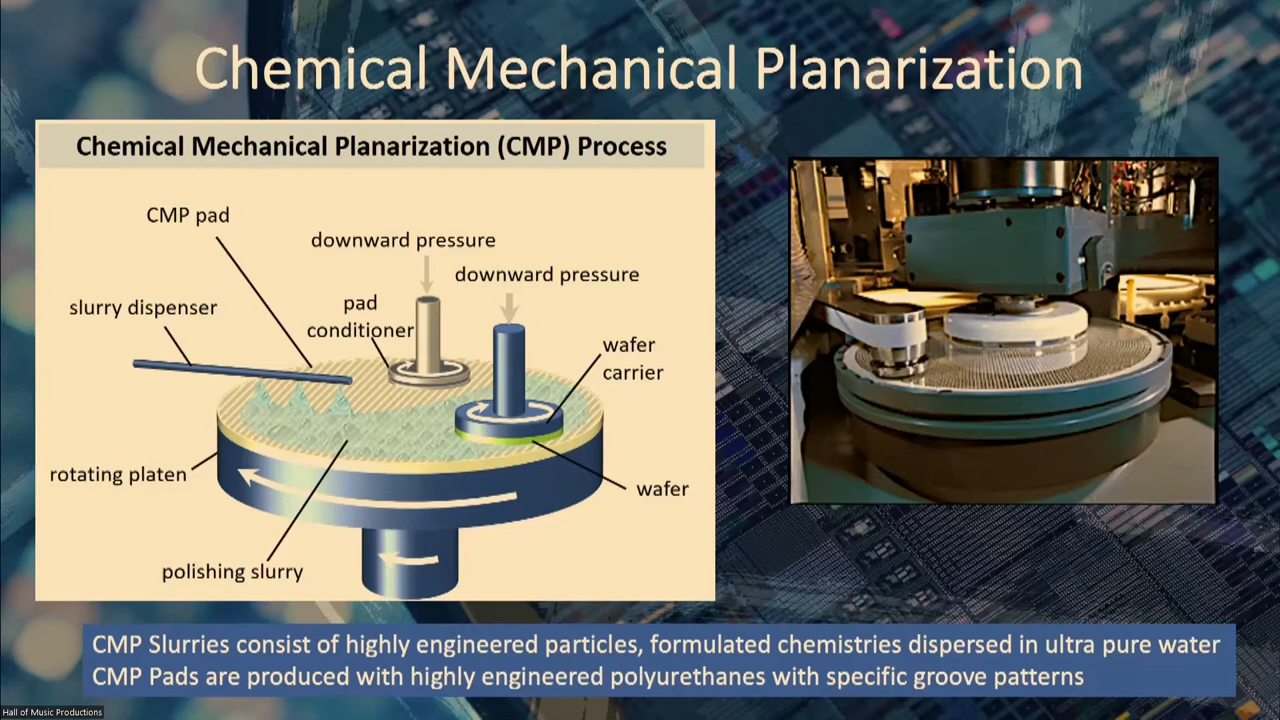 Chemical Mechanical Planarization
Chemical Mechanical Planarization (CMP) Process
CMP pad
downward pressure
downward pressure
slurry dispenser
pad
conditioner
wafer
carrier
rotating platen
wafer
polishing slurry
CMP Slurries consist of highly engineered particles, formulated chemistries dispersed in ultra pure water
CMP Pads are produced with highly engineered polyurethanes with specific groove patterns
Hall of Music Productions